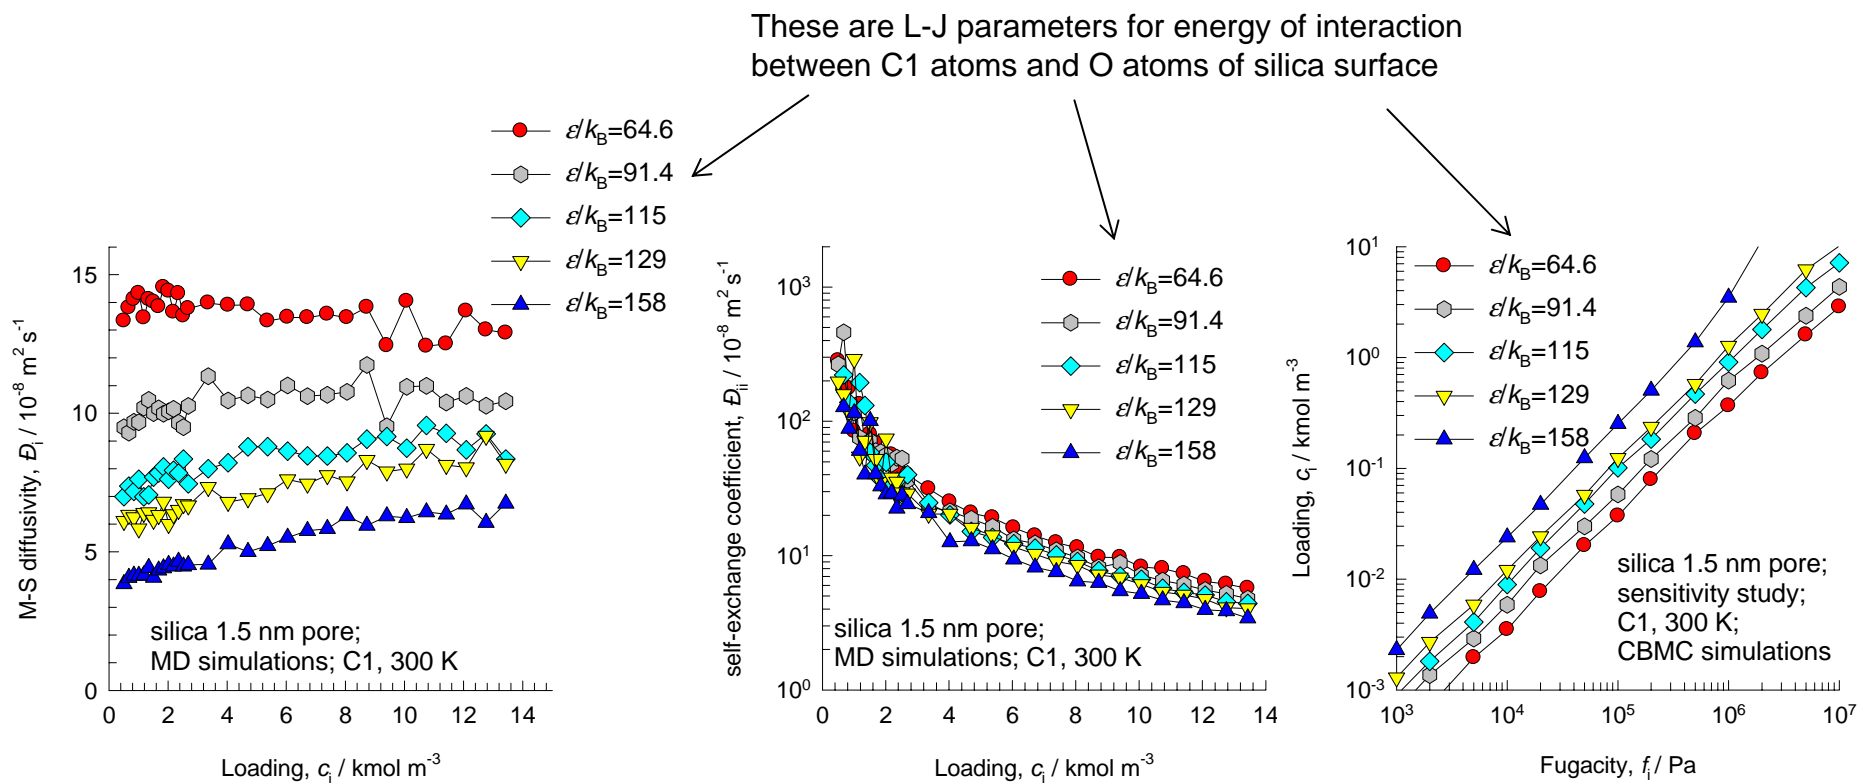 These are L-J parameters for energy of interaction
between C1 atoms and O atoms of silica surface
ε/kB=64.6
ε/kB=91.4
ε/kB=115
ε/kB=129
ε/kB=158
M-S diffusivity, Đi / 10-8 m2 s-1
15
10
5
0
silica 1.5 nm pore;
MD simulations; C1, 300 K
0 2 4 6 8 10 12 14
Loading, ci / kmol m-3
self-exchange coefficient, Đii / 10-8 m2 s-1
103
102
101
100
ε/kB=64.6
ε/kB=91.4
ε/kB=115
ε/kB=129
ε/kB=158
silica 1.5 nm pore;
MD simulations; C1, 300 K
0 2 4 6 8 10 12 14
Loading, ci / kmol m-3
Loading, ci / kmol m-3
101
100
10-1
10-2
10-3
ε/kB=64.6
ε/kB=91.4
ε/kB=115
ε/kB=129
ε/kB=158
silica 1.5 nm pore;
sensitivity study;
C1, 300 K;
CBMC simulations
103 104 105 106 107
Fugacity, fi / Pa